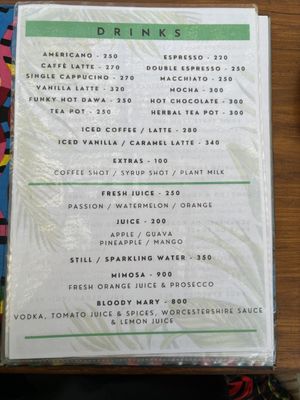 DRINKS
AMERICANO - 250
CAFFÈ LATTE - 270
SINGLE CAPPUCINO - 270
VANILLA LATTE - 320
FUNKY HOT DAWA - 250
TEA POT - 250
ESPRESSO - 220
DOUBLE ESPRESSO - 250
MACCHIATO - 250
MOCHA - 300
HOT CHOCOLATE - 300
HERBAL TEA POT - 300
ICED COFFEE / LATTE - 280
ICED VANILLA / CARAMEL LATTE - 340
EXTRAS - 100
COFFEE SHOT / SYRUP SHOT / PLANT MILK
FRESH JUICE - 250
PASSION / WATERMELON / ORANGE
JUICE - 200
APPLE / GUAVA
PINEAPPLE / MANGO
STILL / SPARKLING WATER - 350
MIMOSA - 900
FRESH ORANGE JUICE & PROSECCO
BLOODY MARY - 800
VODKA, TOMATO JUICE & SPICES, WORCESTERSHIRE SAUCE
& LEMON JUICE